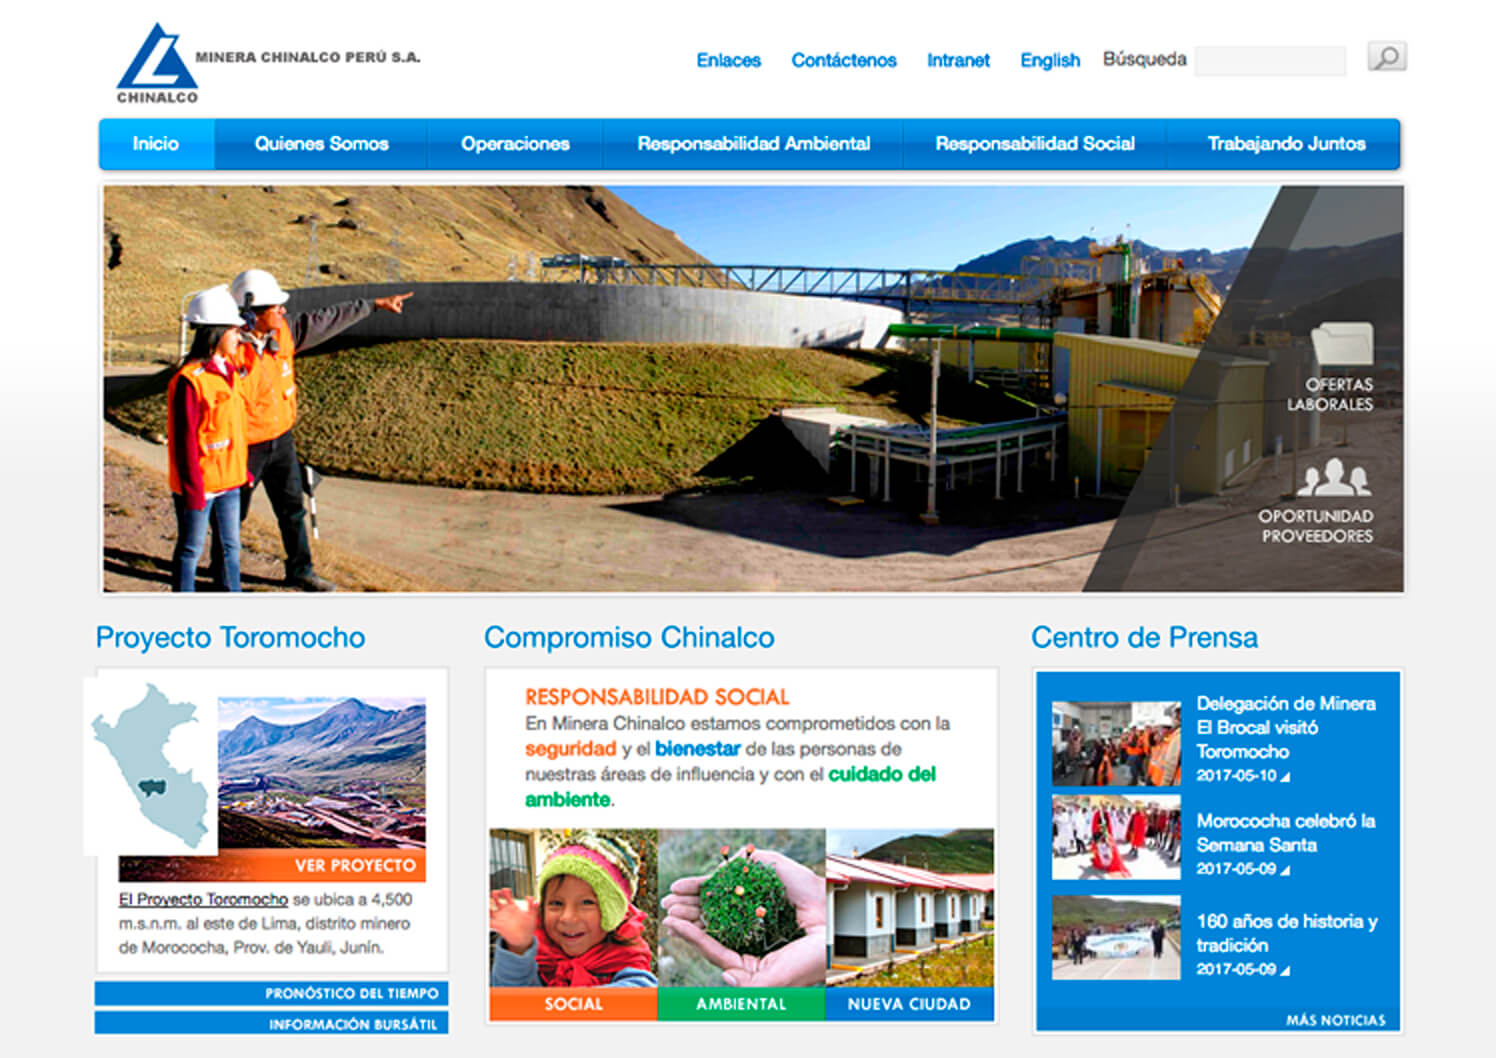 MINERA CHINALCO PERÚ S.A.
CHINALCO
Enlaces
Contáctenos
Intranet
English
Búsqueda
Inicio
Quienes Somos
Operaciones
Responsabilidad Ambiental
Responsabilidad Social
Trabajando Juntos
OFERTAS
LABORALES
OPORTUNIDAD
PROVEEDORES
Proyecto Toromocho
VER PROYECTO
El Proyecto Toromocho se ubica a 4,500
m.s.n.m. al este de Lima, distrito minero
de Morococha, Prov. de Yauli, Junín.
PRONÓSTICO DEL TIEMPO
INFORMACIÓN BURSÁTIL
Compromiso Chinalco
RESPONSABILIDAD SOCIAL
En Minera Chinalco estamos comprometidos con la
seguridad y el bienestar de las personas de
nuestras áreas de influencia y con el cuidado del
ambiente.
SOCIAL
AMBIENTAL
NUEVA CIUDAD
Centro de Prensa
Delegación de Minera
El Brocal visitó
Toromocho
2017-05-10
Morococha celebró la
Semana Santa
2017-05-09
160 años de historia y
tradición
2017-05-09
MÁS NOTICIAS